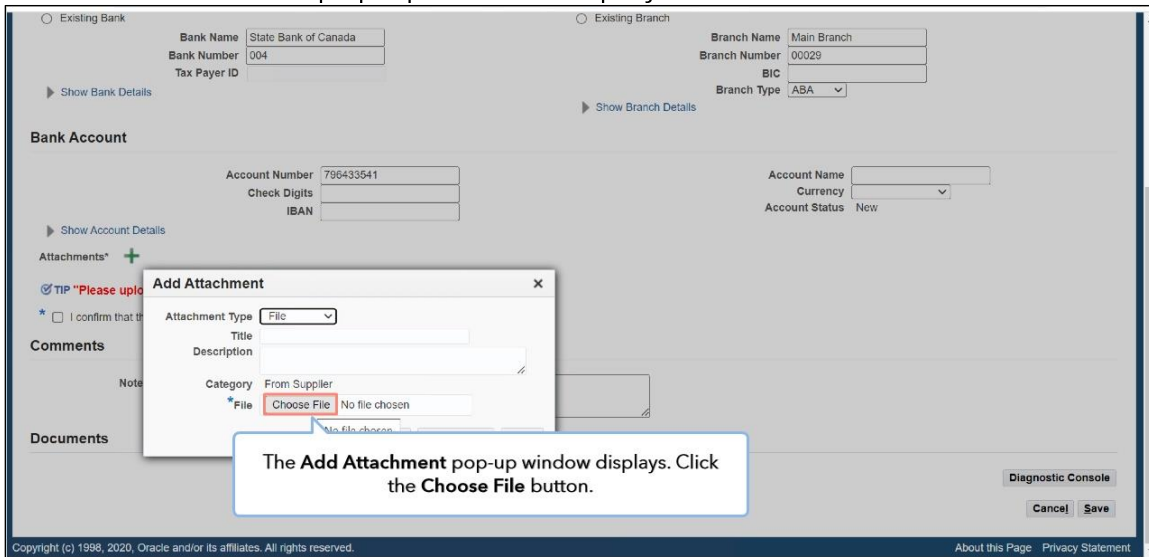 Existing Bank
Existing Branch
Bank Name State Bank of Canada
Branch Name Main Branch
Bank Number 004
Branch Number 00029
Tax Payer ID
BIC
Show Bank Details
Branch Type ABA
Show Branch Details
Bank Account
Account Number 796433541
Account Name
Check Digits
Currency
IBAN
Account Status New
Show Account Details
Attachments*
TIP "Please uplo
* I confirm that th
Comments
Note
Documents
Add Attachment ×
Attachment Type File
Title
Description
Category From Supplier
*File Choose File No file chosen
No file chosen
The Add Attachment pop-up window displays. Click
the Choose File button.
Diagnostic Console
Cancel Save
Copyright (c) 1998, 2020, Oracle and/or its affiliates. All rights reserved.
About this Page Privacy Statement